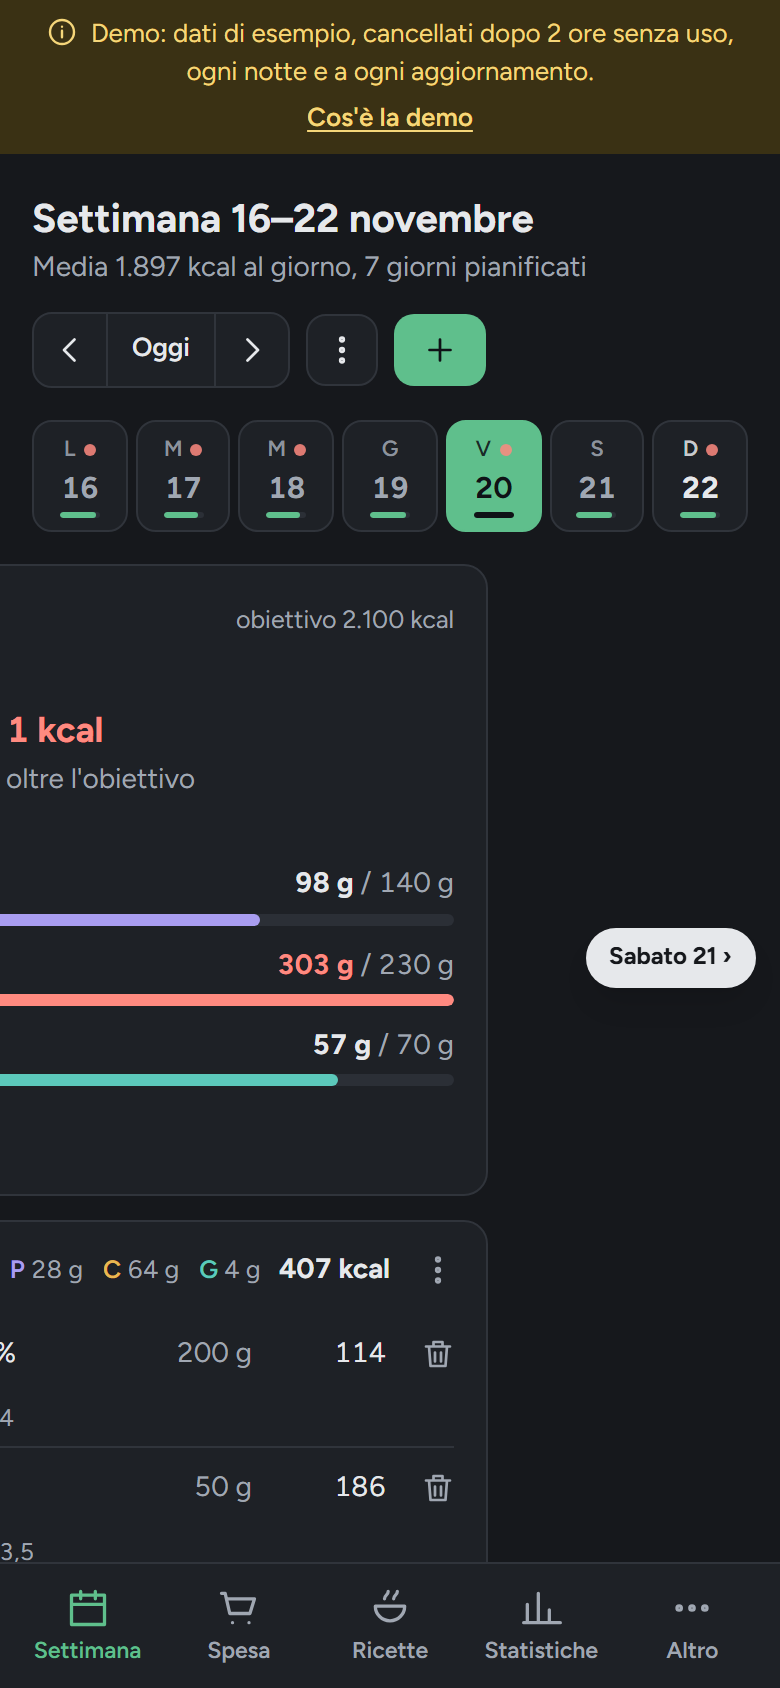 Demo: dati di esempio, cancellati dopo 2 ore senza uso,
ogni notte e a ogni aggiornamento.
Cos'è la demo
Settimana 16–22 novembre
Media 1.897 kcal al giorno, 7 giorni pianificati
Oggi
L M M G V S D
16 17 18 19 20 21 22
obiettivo 2.100 kcal
1 kcal
oltre l'obiettivo
98 g / 140 g
Sabato 21 ›
303 g / 230 g
57 g / 70 g
P 28 g C 64 g G 4 g 407 kcal
% 200 g 114
4
50 g 186
3,5
Settimana Spesa Ricette Statistiche Altro